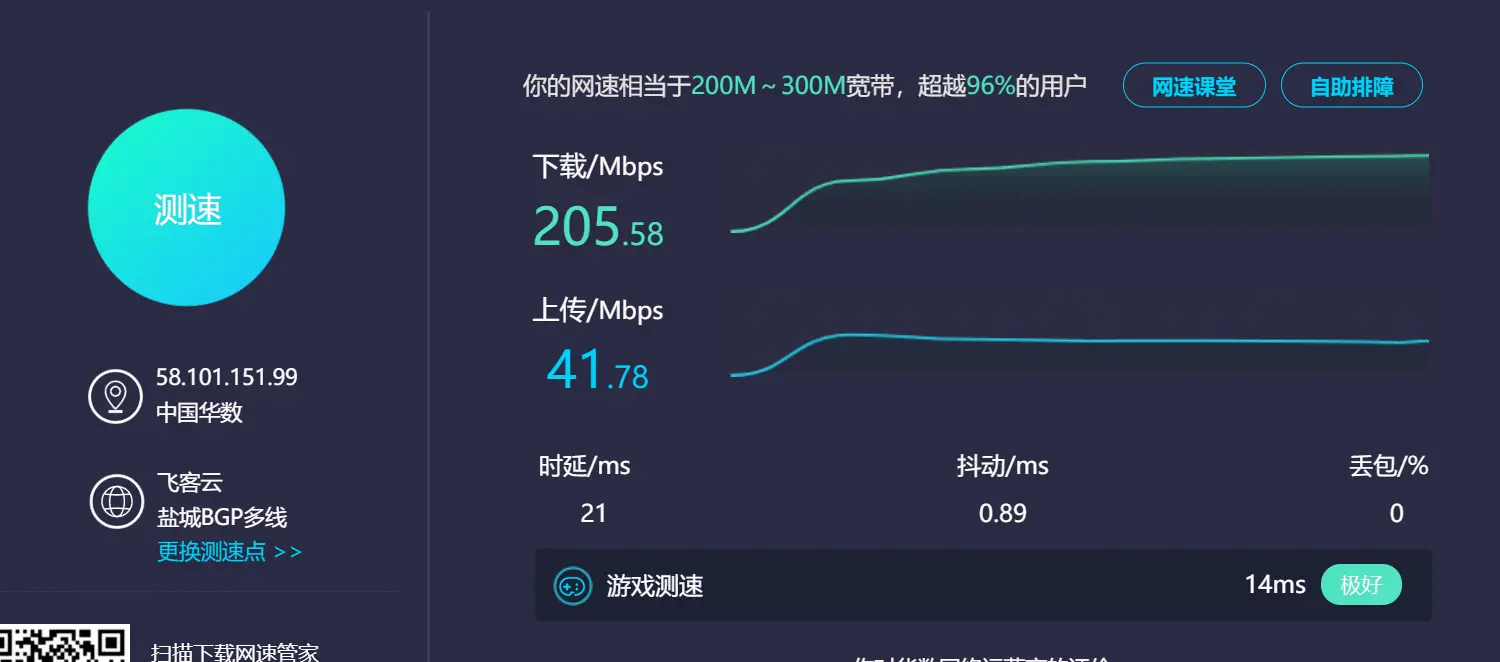 你的网速相当于200M～300M宽带，超越96%的用户
网速课堂
自助排障
测速
下载/Mbps
205.58
上传/Mbps
41.78
58.101.151.99
中国华数
飞客云
盐城BGP多线
更换测速点 >>
时延/ms
抖动/ms
丢包/%
21
0.89
0
游戏测速
14ms
极好
扫描下载网速管家